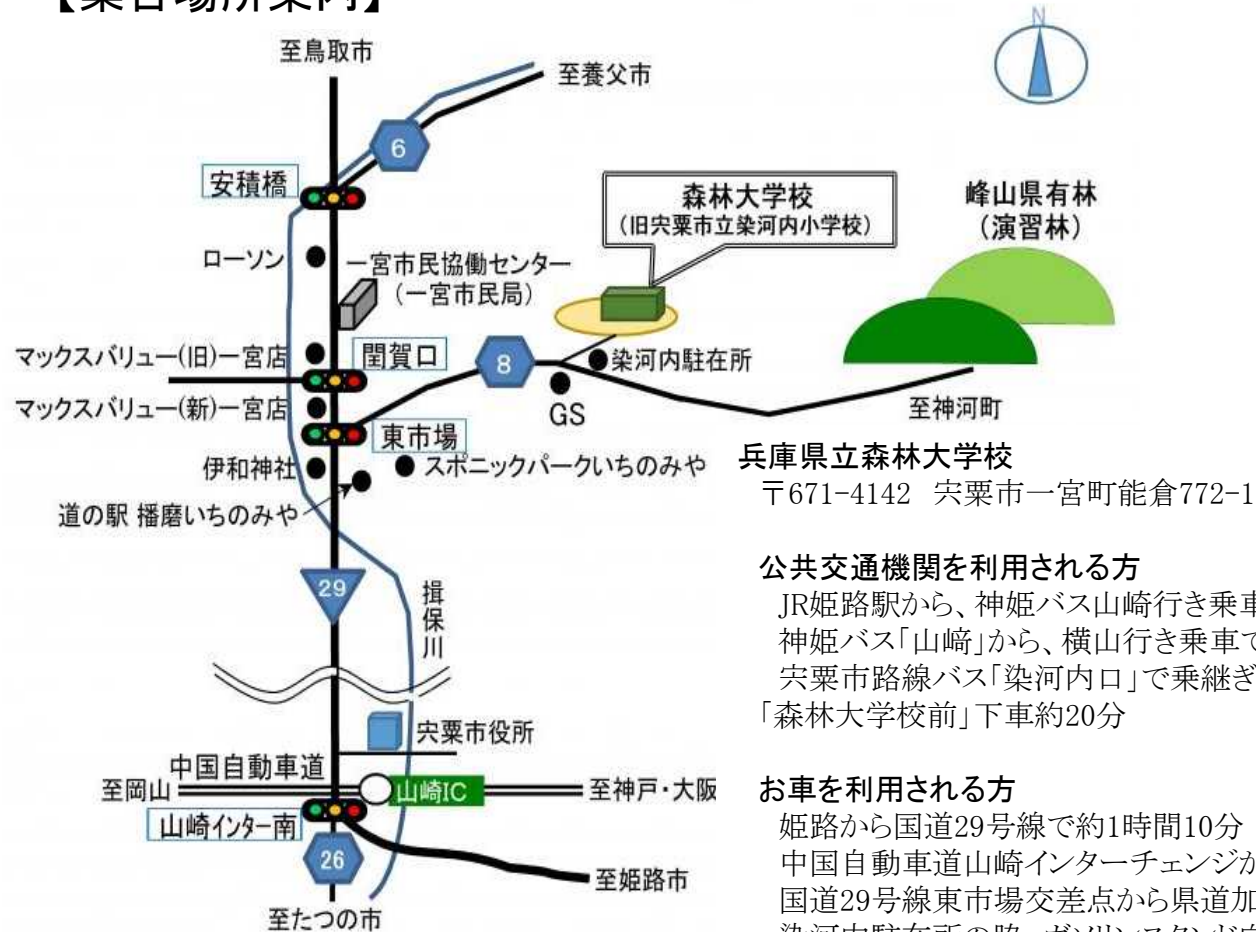 【集合場所案内】
N
至鳥取市
至養父市
6
安積橋
森林大学校
(旧宍粟市立染河内小学校)
峰山県有林
(演習林)
ローソン
一宮市民協働センター
(一宮市民局)
マックスバリュー(旧)一宮店
閏賀口
8
染河内駐在所
マックスバリュー(新)一宮店
GS
至神河町
東市場
伊和神社
スポニックパークいちのみや
道の駅 播磨いちのみや
29
揖保川
宍粟市役所
中国自動車道
至岡山
山崎IC
至神戸・大阪
山崎インター南
26
至姫路市
至たつの市
兵庫県立森林大学校
〒671-4142 宍粟市一宮町能倉772-1
公共交通機関を利用される方
JR姫路駅から、神姫バス山崎行き乗車
神姫バス「山﨑」から、横山行き乗車で
宍粟市路線バス「染河内口」で乗継ぎ
「森林大学校前」下車約20分
お車を利用される方
姫路から国道29号線で約1時間10分
中国自動車道山崎インターチェンジか
国道29号線東市場交差点から県道加